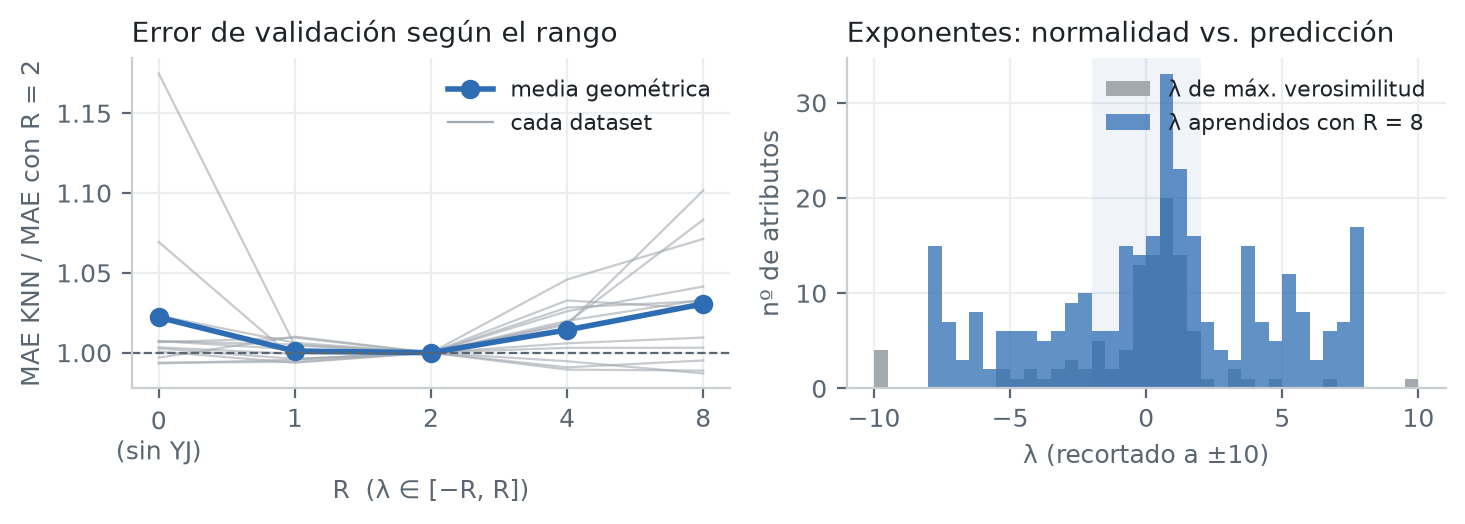 Error de validación según el rango
MAE KNN / MAE con R = 2
1.15
1.10
1.05
1.00
media geométrica
cada dataset
0
(sin YJ)
1
2
4
8
R (λ ∈ [−R, R])
Exponentes: normalidad vs. predicción
nº de atributos
30
20
10
0
λ de máx. verosimilitud
λ aprendidos con R = 8
−10
−5
0
5
10
λ (recortado a ±10)